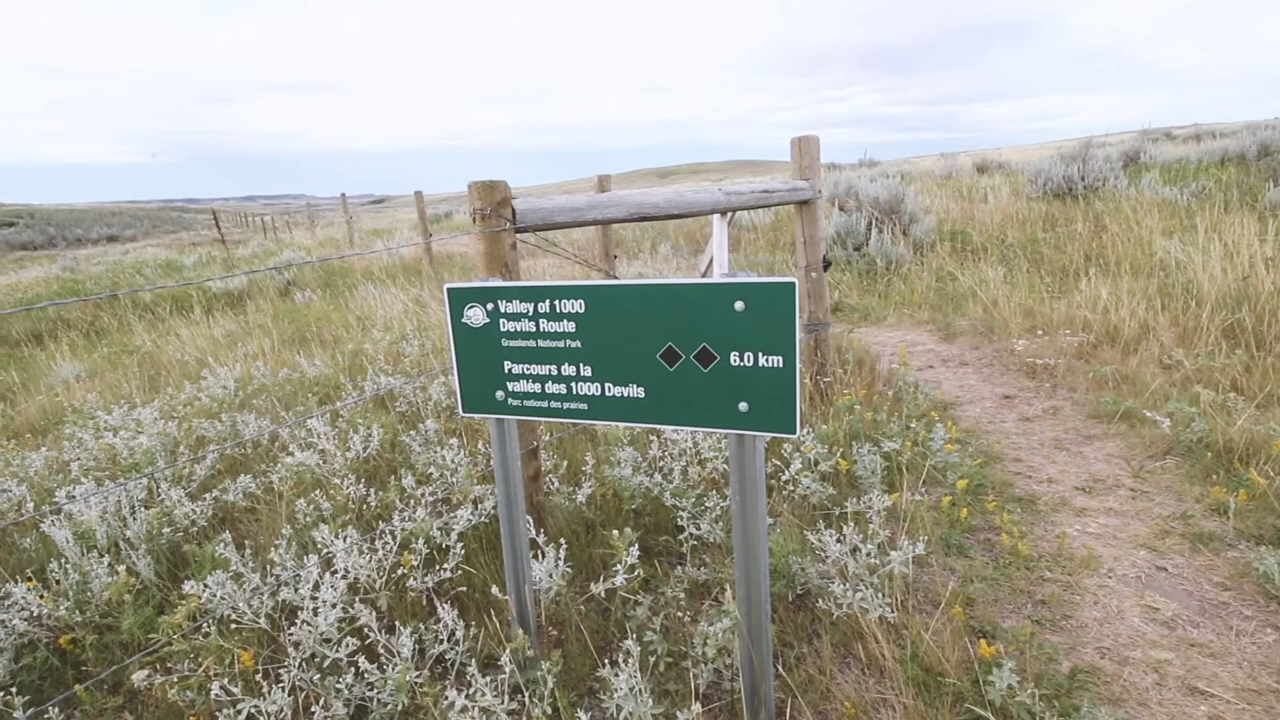 Valley of 1000
Devils Route
Grasslands National Park
Parcours de la
vallée des 1000 Devils
Parc national des prairies
6.0 km